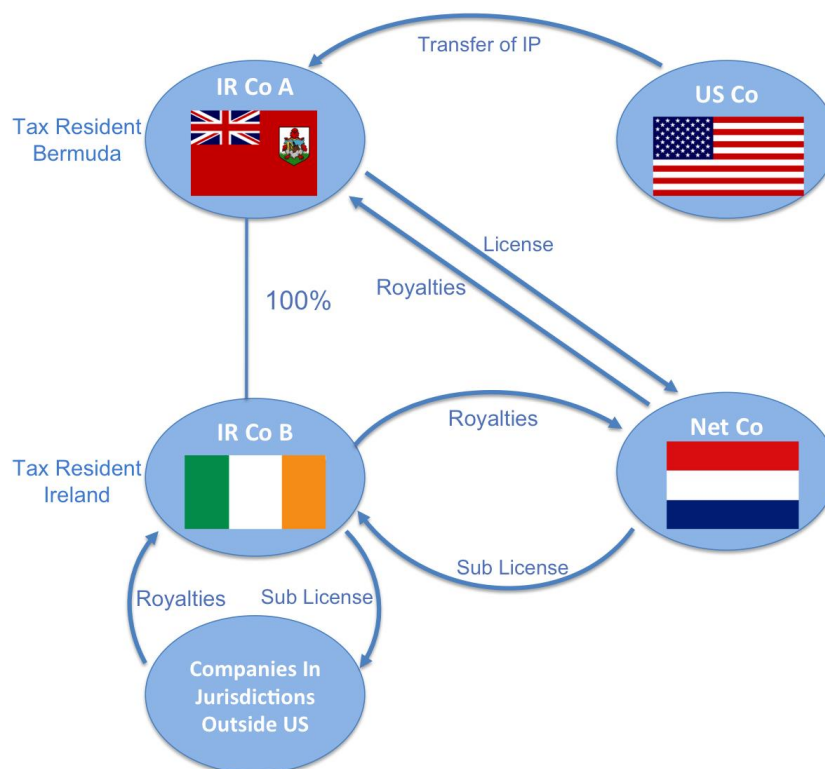 Transfer of IP
IR Co A
US Co
Tax Resident
Bermuda
License
Royalties
100%
IR Co B
Royalties
Net Co
Tax Resident
Ireland
Sub License
Royalties
Sub License
Companies In
Jurisdictions
Outside US